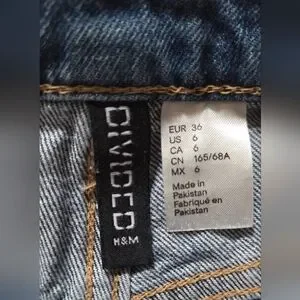 DIVIDED
H&M
EUR 36
US 6
CA 6
CN 165/68A
MX 6
Made in
Pakistan
Fabriqué en
Pakistan